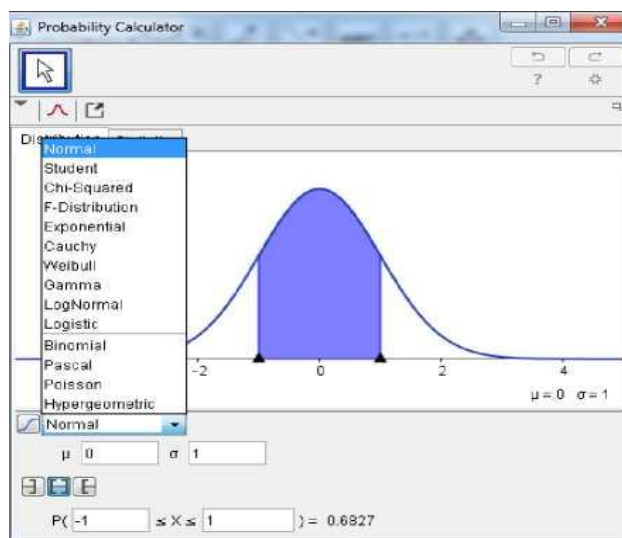 Probability Calculator
?
Normal
Student
Chi-Squared
F-Distribution
Exponential
Cauchy
Weibull
Gamma
LogNormal
Logistic
Binomial
Pascal
Poisson
Hypergeometric
-2 0 2 4
μ = 0 σ = 1
Normal
μ 0 σ 1
P( -1 ≤ X ≤ 1 ) = 0.6827